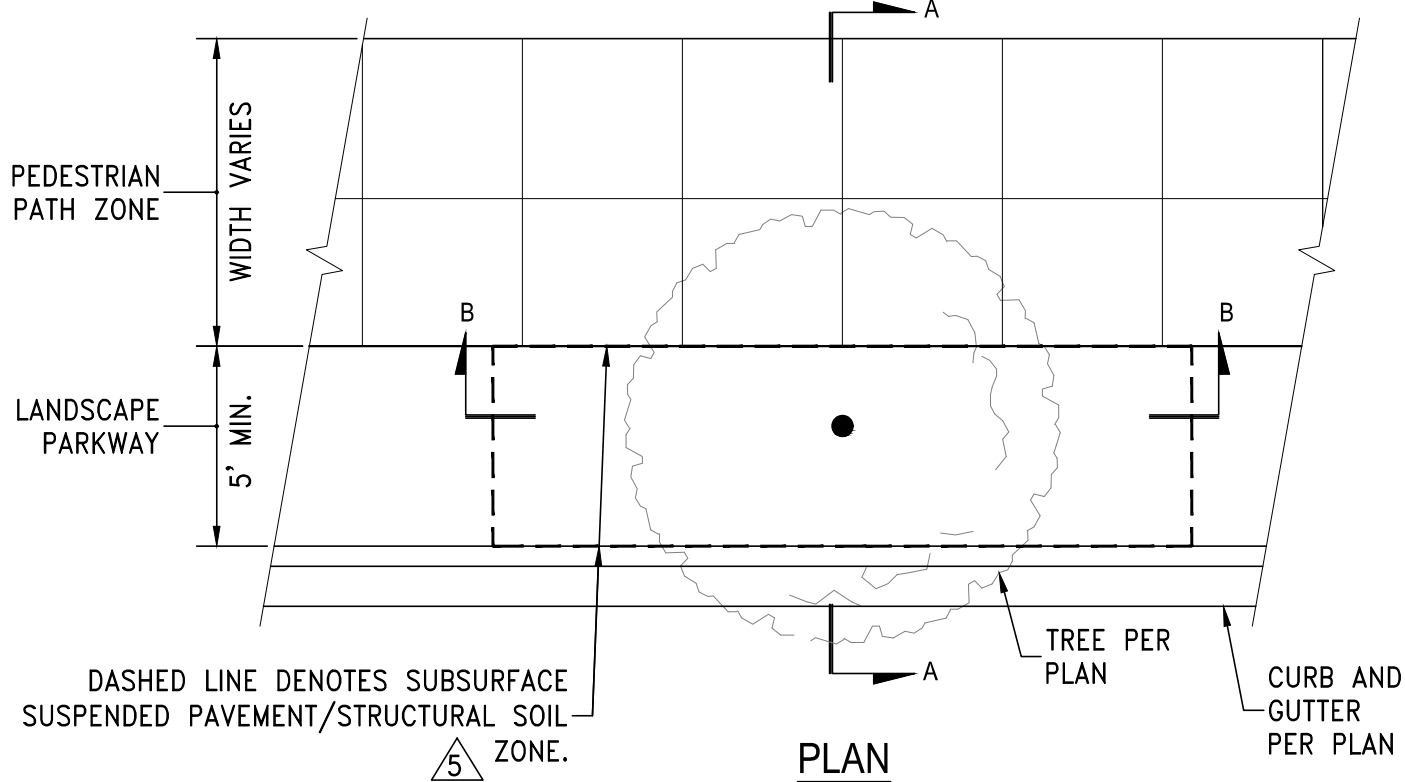 A
PEDESTRIAN
PATH ZONE
WIDTH VARIES
B
B
LANDSCAPE
PARKWAY
5' MIN.
TREE PER
PLAN
A
CURB AND
GUTTER
PER PLAN
DASHED LINE DENOTES SUBSURFACE
SUSPENDED PAVEMENT/STRUCTURAL SOIL
5 ZONE.
PLAN